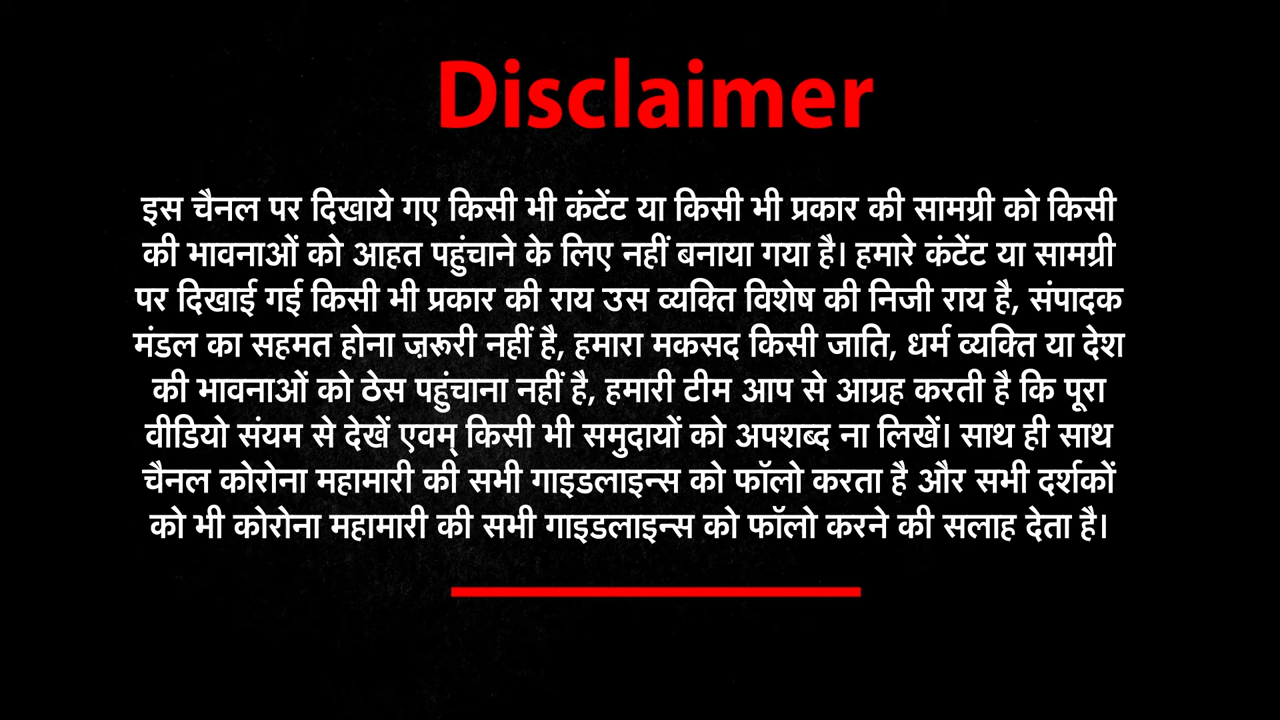 Disclaimer
इस चैनल पर दिखाये गए किसी भी कंटेंट या किसी भी प्रकार की सामग्री को किसी
की भावनाओं को आहत पहुंचाने के लिए नहीं बनाया गया है। हमारे कंटेंट या सामग्री
पर दिखाई गई किसी भी प्रकार की राय उस व्यक्ति विशेष की निजी राय है, संपादक
मंडल का सहमत होना ज़रूरी नहीं है, हमारा मकसद किसी जाति, धर्म व्यक्ति या देश
की भावनाओं को ठेस पहुंचाना नहीं है, हमारी टीम आप से आग्रह करती है कि पूरा
वीडियो संयम से देखें एवम् किसी भी समुदायों को अपशब्द ना लिखें। साथ ही साथ
चैनल कोरोना महामारी की सभी गाइडलाइन्स को फॉलो करता है और सभी दर्शकों
को भी कोरोना महामारी की सभी गाइडलाइन्स को फॉलो करने की सलाह देता है।